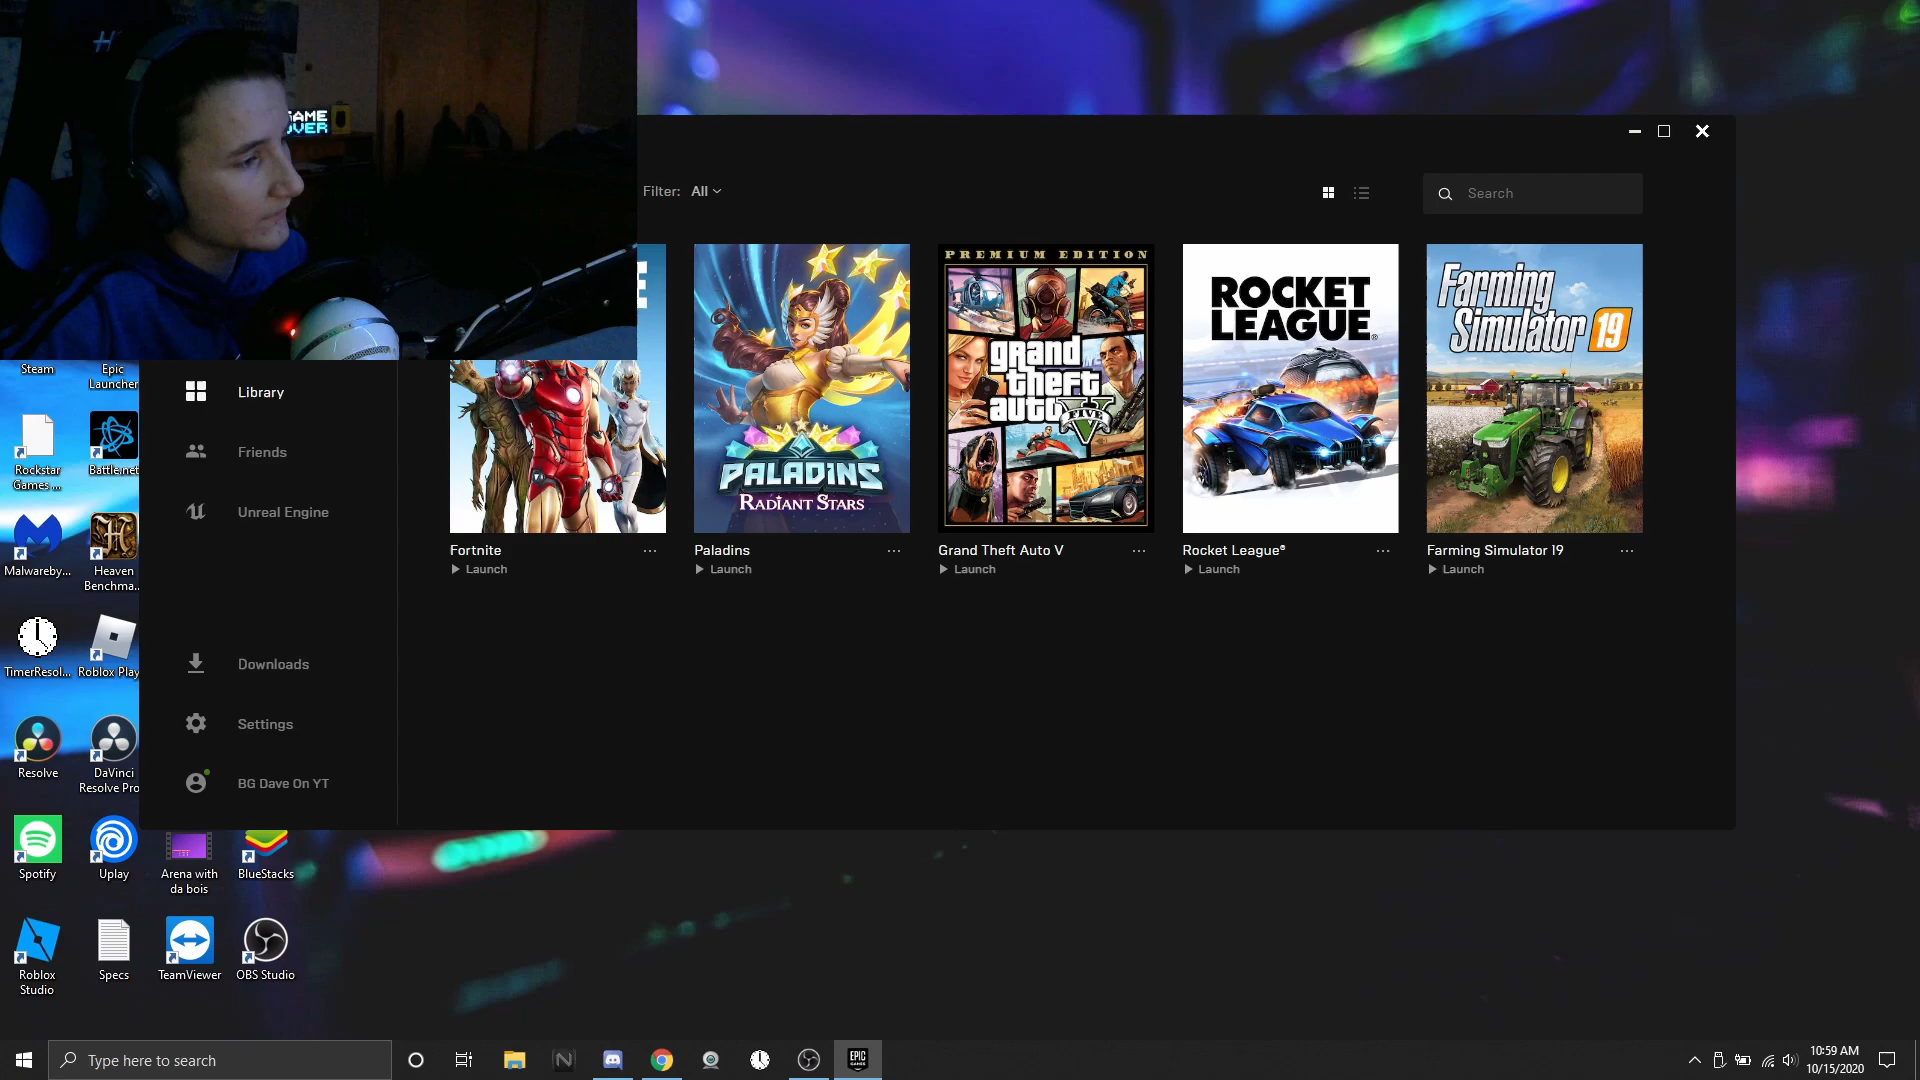 GAME
OVER
Filter: All
Search
PREMIUM EDITION
grand
theft
auto
V
FIVE
ROCKET
LEAGUE
Farming
Simulator 19
PALADINS
RADIANT STARS
Fortnite
Launch
Paladins
Launch
Grand Theft Auto V
Launch
Rocket League®
Launch
Farming Simulator 19
Launch
Library
Friends
Unreal Engine
Downloads
Settings
BG Dave On YT
Steam
Epic
Launcher
Rockstar
Games ...
Battle.net
Malwareby...
Heaven
Benchma...
TimerResol...
Roblox Play
Resolve
DaVinci
Resolve Pro
Spotify
Uplay
Arena with
da bois
BlueStacks
Roblox
Studio
Specs
TeamViewer
OBS Studio
Type here to search
EPIC
GAMES
10:59 AM
10/15/2020